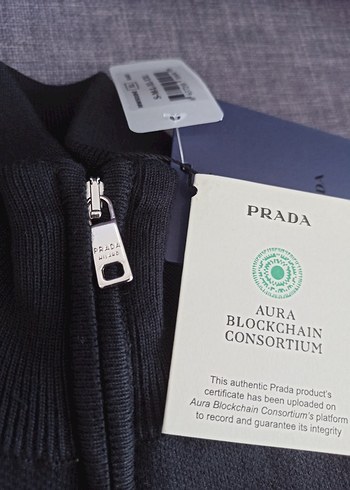 PRADA
MILANO
PRADA
AURA
BLOCKCHAIN
CONSORTIUM
This authentic Prada product's
certificate has been uploaded on
Aura Blockchain Consortium's platform
to record and guarantee its integrity